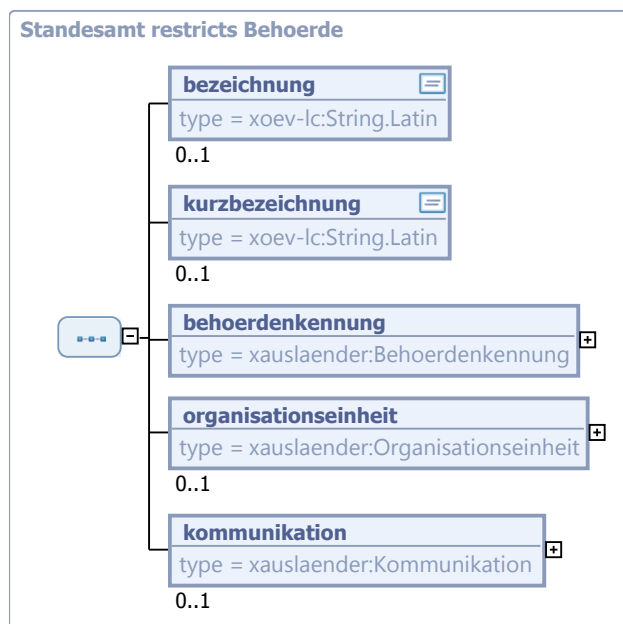 Standesamt restricts Behoerde
bezeichnung
type = xoev-lc:String.Latin
0..1
kurzbezeichnung
type = xoev-lc:String.Latin
0..1
behoerdenkennung
type = xauslaender:Behoerdenkennung
organisationseinheit
type = xauslaender:Organisationseinheit
0..1
kommunikation
type = xauslaender:Kommunikation
0..1